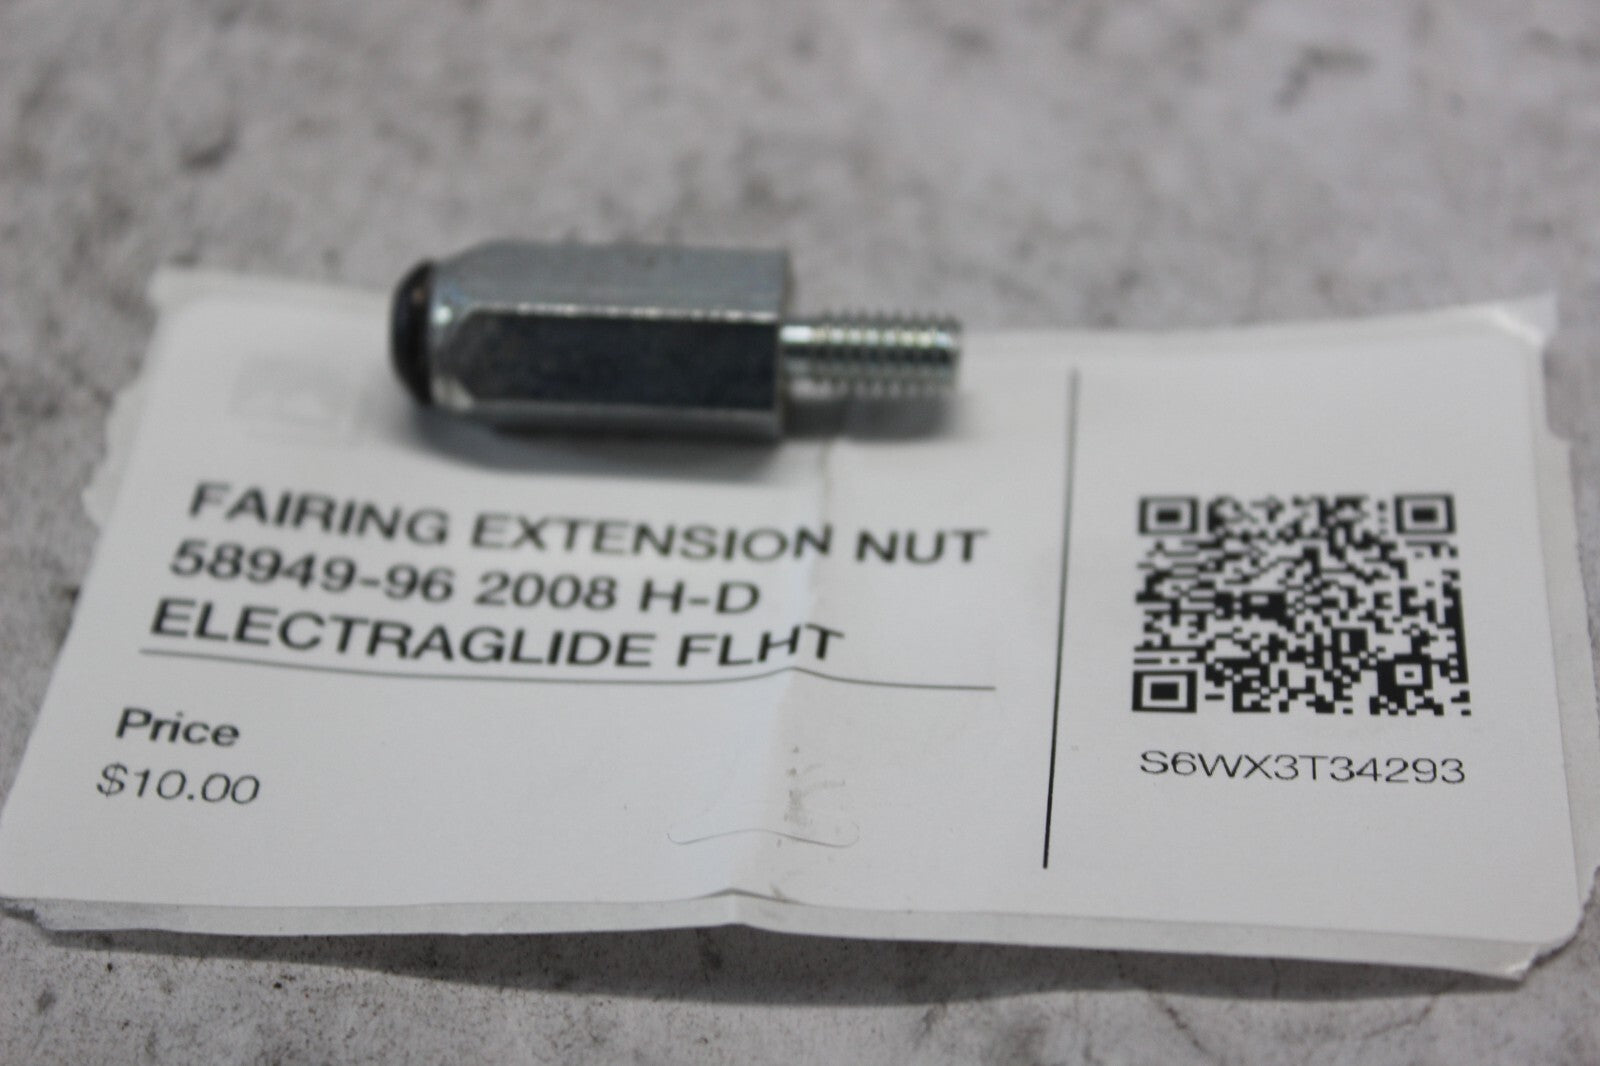 FAIRING EXTENSION NUT
58949-96 2008 H-D
ELECTRAGLIDE FLHT
Price
$10.00
S6WX3T34293